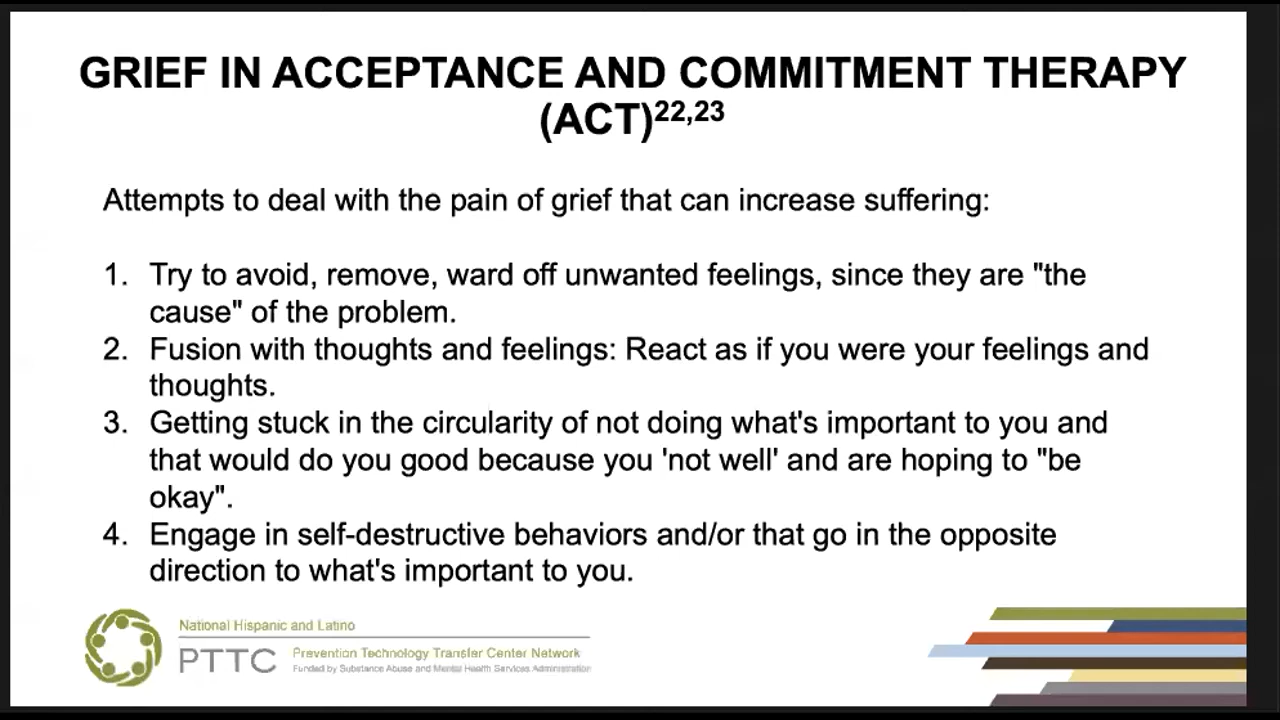 GRIEF IN ACCEPTANCE AND COMMITMENT THERAPY
(ACT)22,23
Attempts to deal with the pain of grief that can increase suffering:
1. Try to avoid, remove, ward off unwanted feelings, since they are "the
cause" of the problem.
2. Fusion with thoughts and feelings: React as if you were your feelings and
thoughts.
3. Getting stuck in the circularity of not doing what's important to you and
that would do you good because you 'not well' and are hoping to "be
okay".
4. Engage in self-destructive behaviors and/or that go in the opposite
direction to what's important to you.
National Hispanic and Latino
PTTC
Prevention Technology Transfer Center Network
Funded by Substance Abuse and Mental Health Services Administration